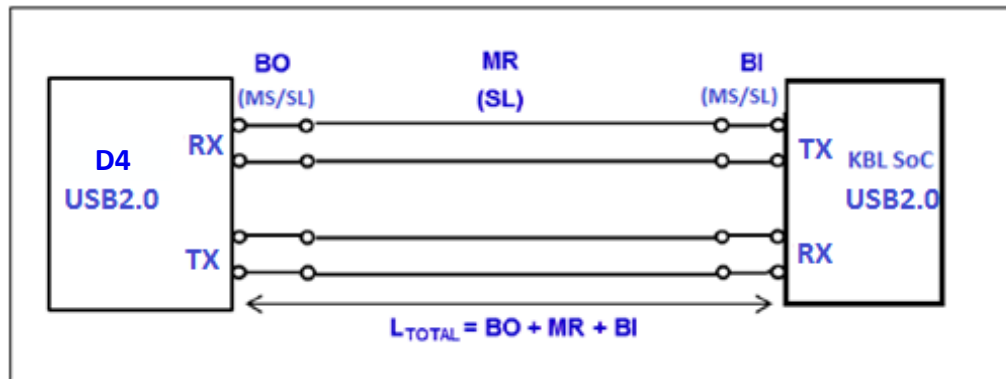 BO MR BI
(MS/SL) (SL) (MS/SL)
RX TX
D4 KBL SoC
USB2.0 USB2.0
TX RX
L_TOTAL = BO + MR + BI